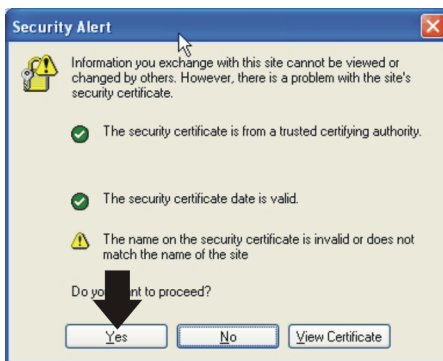 Security Alert
Information you exchange with this site cannot be viewed or
changed by others. However, there is a problem with the site's
security certificate.
The security certificate is from a trusted certifying authority.
The security certificate date is valid.
The name on the security certificate is invalid or does not
match the name of the site
Do yo nt to proceed?
Yes
No
View Certificate